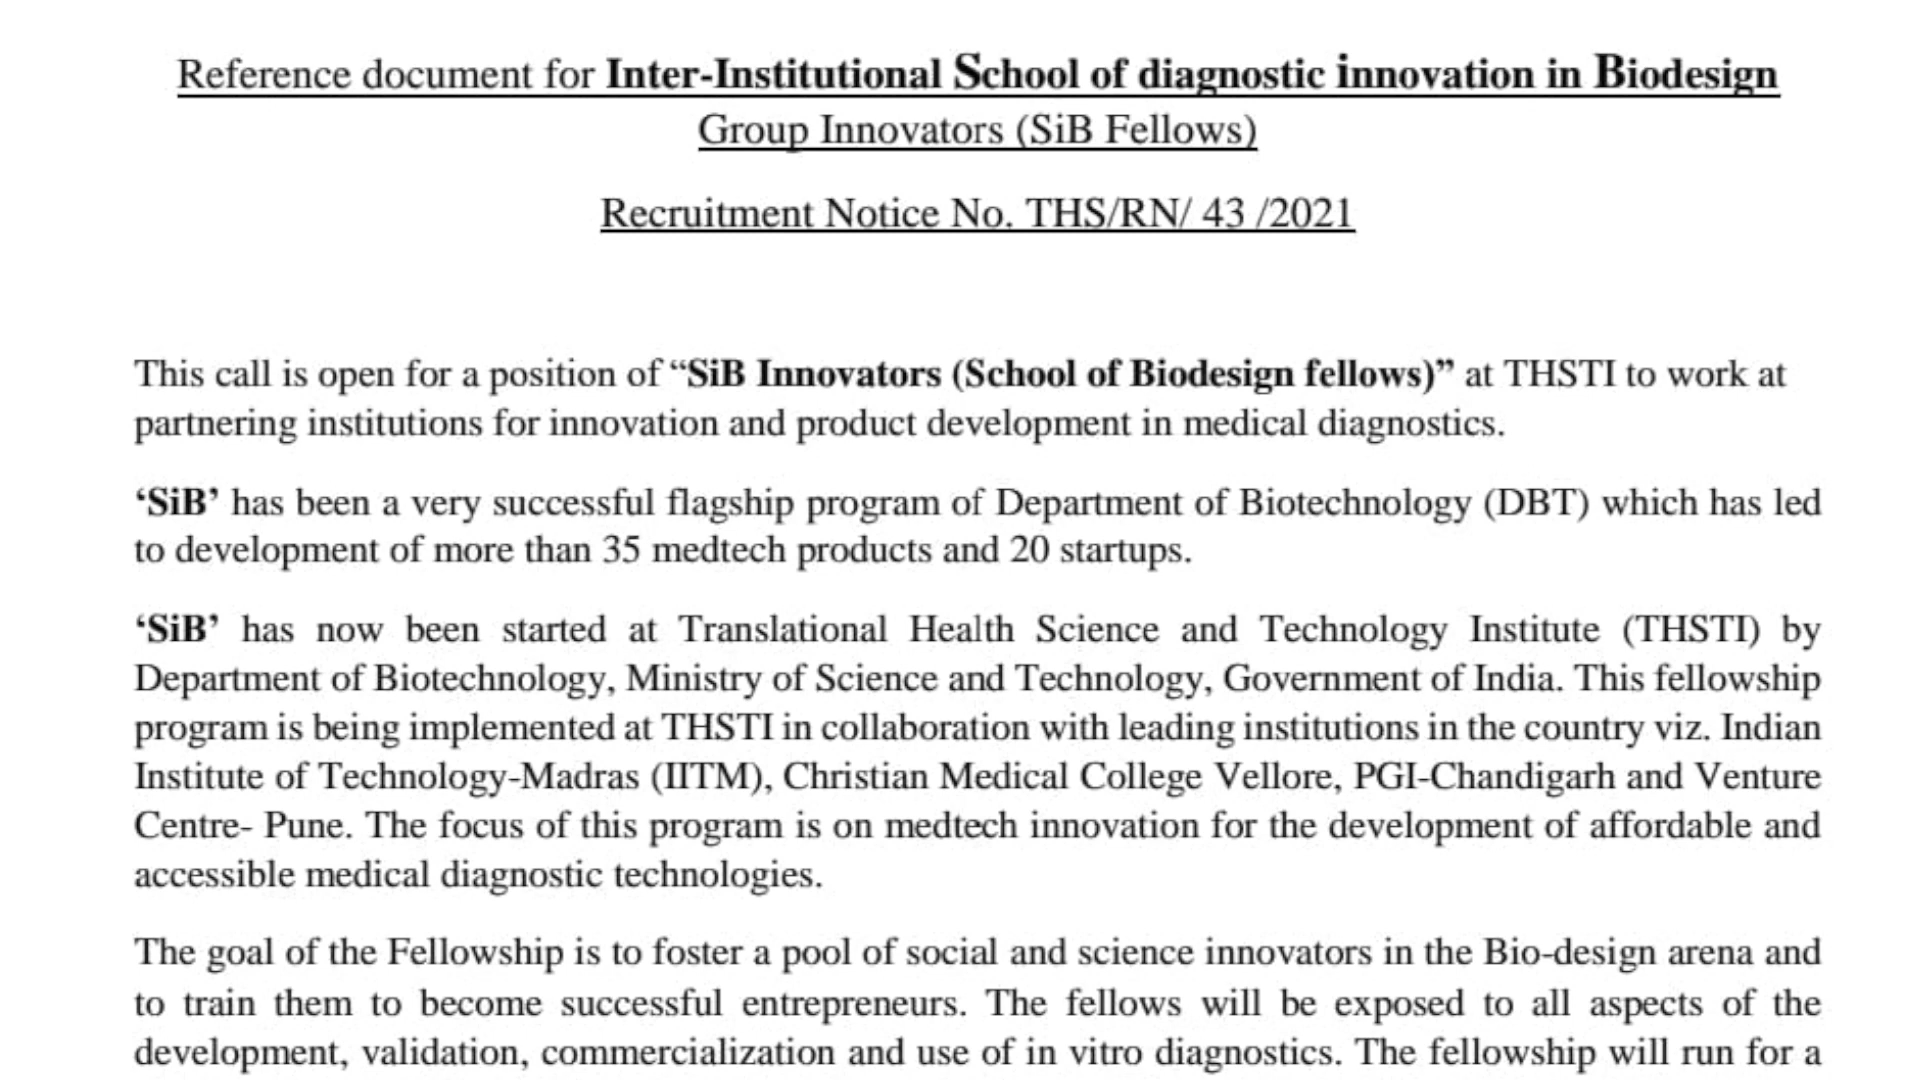 Reference document for Inter-Institutional School of diagnostic innovation in Biodesign
Group Innovators (SiB Fellows)
Recruitment Notice No. THS/RN/ 43 /2021
This call is open for a position of “SiB Innovators (School of Biodesign fellows)” at THSTI to work at
partnering institutions for innovation and product development in medical diagnostics.
‘SiB’ has been a very successful flagship program of Department of Biotechnology (DBT) which has led
to development of more than 35 medtech products and 20 startups.
‘SiB’ has now been started at Translational Health Science and Technology Institute (THSTI) by
Department of Biotechnology, Ministry of Science and Technology, Government of India. This fellowship
program is being implemented at THSTI in collaboration with leading institutions in the country viz. Indian
Institute of Technology-Madras (IITM), Christian Medical College Vellore, PGI-Chandigarh and Venture
Centre- Pune. The focus of this program is on medtech innovation for the development of affordable and
accessible medical diagnostic technologies.
The goal of the Fellowship is to foster a pool of social and science innovators in the Bio-design arena and
to train them to become successful entrepreneurs. The fellows will be exposed to all aspects of the
development, validation, commercialization and use of in vitro diagnostics. The fellowship will run for a